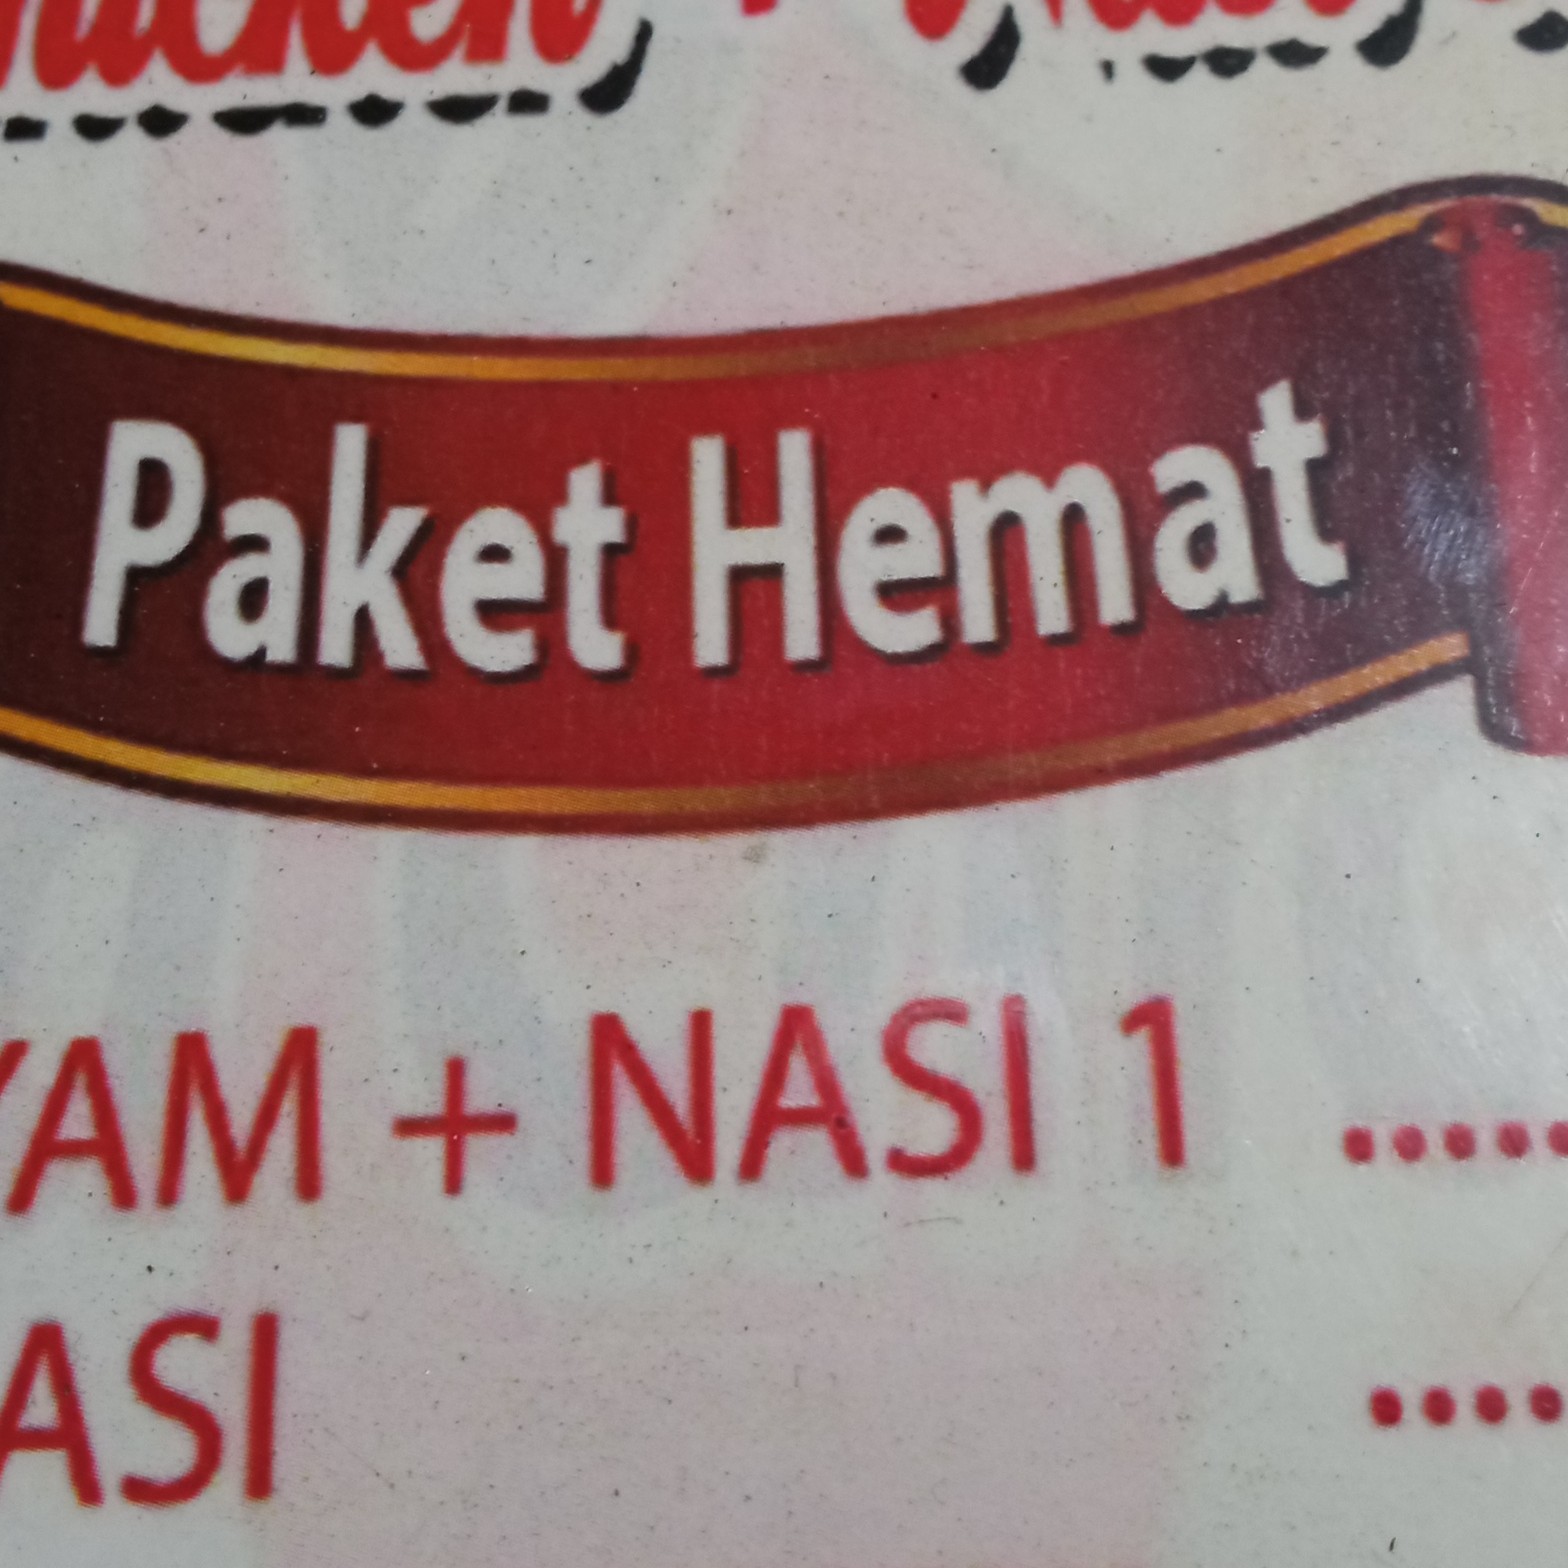 Paket Hemat
YAM + NASI 1 ......
ASI ....